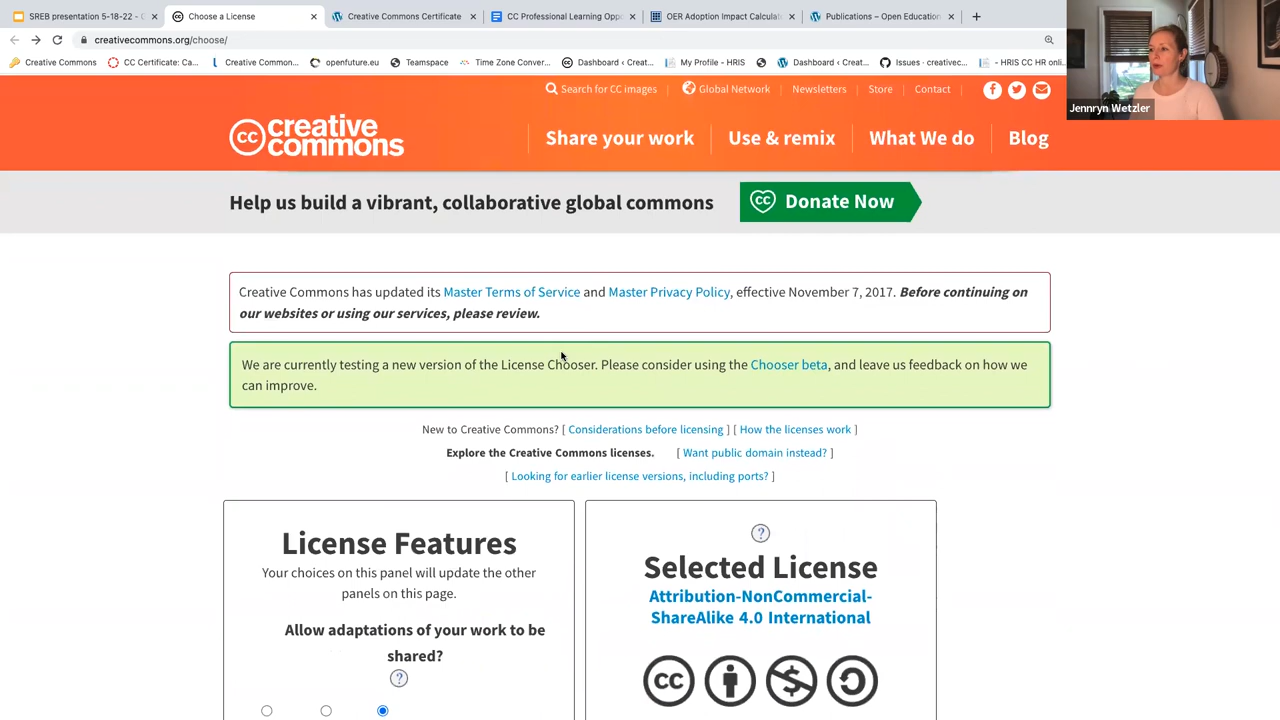 SREB presentation 5-18-22 -
Choose a License
Creative Commons Certificate
CC Professional Learning Opp
OER Adoption Impact Calculat
Publications – Open Education
creativecommons.org/choose/
Creative Commons
CC Certificate: Ca...
Creative Common...
openfuture.eu
Teamspace
Time Zone Conver...
Dashboard ‹ Creat...
My Profile - HRIS
Dashboard ‹ Creat...
Issues · creativec...
- HRIS CC HR onli...
Jennryn Wetzler
Search for CC images
Global Network
Newsletters
Store
Contact
cc creative commons
Share your work
Use & remix
What We do
Blog
Help us build a vibrant, collaborative global commons
cc Donate Now
Creative Commons has updated its Master Terms of Service and Master Privacy Policy, effective November 7, 2017. Before continuing on
our websites or using our services, please review.
We are currently testing a new version of the License Chooser. Please consider using the Chooser beta, and leave us feedback on how we
can improve.
New to Creative Commons? [ Considerations before licensing ] [ How the licenses work ]
Explore the Creative Commons licenses. [ Want public domain instead? ]
[ Looking for earlier license versions, including ports? ]
License Features
Your choices on this panel will update the other
panels on this page.
Allow adaptations of your work to be
shared?
?
?
Selected License
Attribution-NonCommercial-
ShareAlike 4.0 International
cc